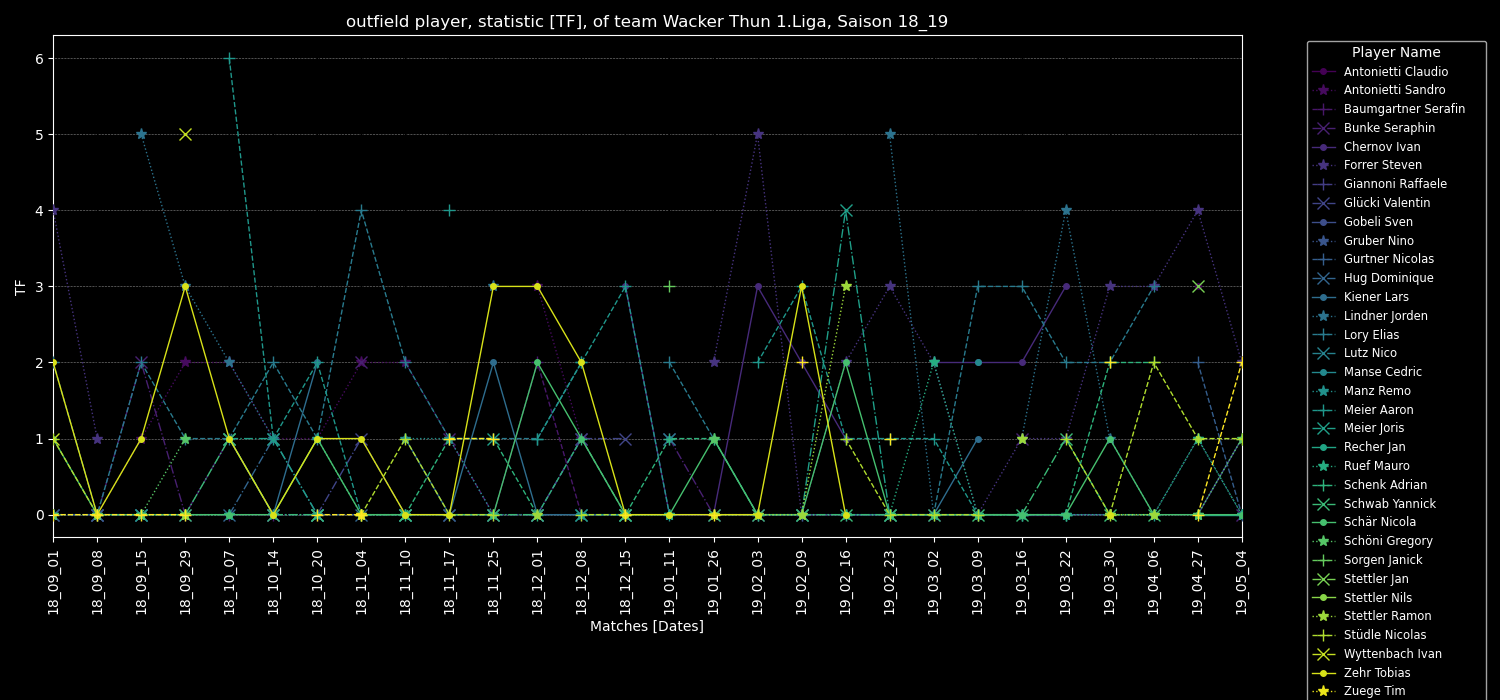 outfield player, statistic [TF], of team Wacker Thun 1.Liga, Saison 18_19
6
5
4
3
2
1
0
TF
18_09_01
18_09_08
18_09_15
18_09_29
18_10_07
18_10_14
18_10_20
18_11_04
18_11_10
18_11_17
18_11_25
18_12_01
18_12_08
18_12_15
19_01_11
19_01_26
19_02_03
19_02_09
19_02_16
19_02_23
19_03_02
19_03_09
19_03_16
19_03_22
19_03_30
19_04_06
19_04_27
19_05_04
Matches [Dates]
Player Name
Antonietti Claudio
Antonietti Sandro
Baumgartner Serafin
Bunke Seraphin
Chernov Ivan
Forrer Steven
Giannoni Raffaele
Glücki Valentin
Gobeli Sven
Gruber Nino
Gurtner Nicolas
Hug Dominique
Kiener Lars
Lindner Jorden
Lory Elias
Lutz Nico
Manse Cedric
Manz Remo
Meier Aaron
Meier Joris
Recher Jan
Ruef Mauro
Schenk Adrian
Schwab Yannick
Schär Nicola
Schöni Gregory
Sorgen Janick
Stettler Jan
Stettler Nils
Stettler Ramon
Stüdle Nicolas
Wyttenbach Ivan
Zehr Tobias
Zuege Tim